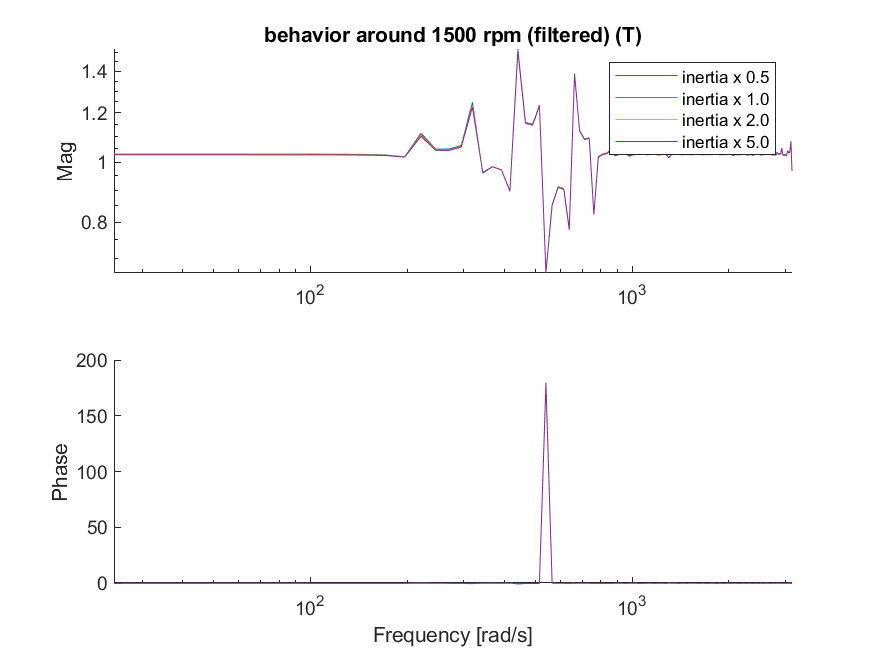 behavior around 1500 rpm (filtered) (T)
1.4
1.2
1
0.8
Mag
inertia x 0.5
inertia x 1.0
inertia x 2.0
inertia x 5.0
10²
10³
200
150
100
50
0
Phase
10²
10³
Frequency [rad/s]